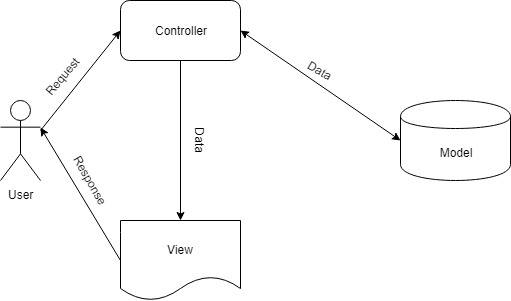 Controller
Request
Data
Data
Model
User
Response
View